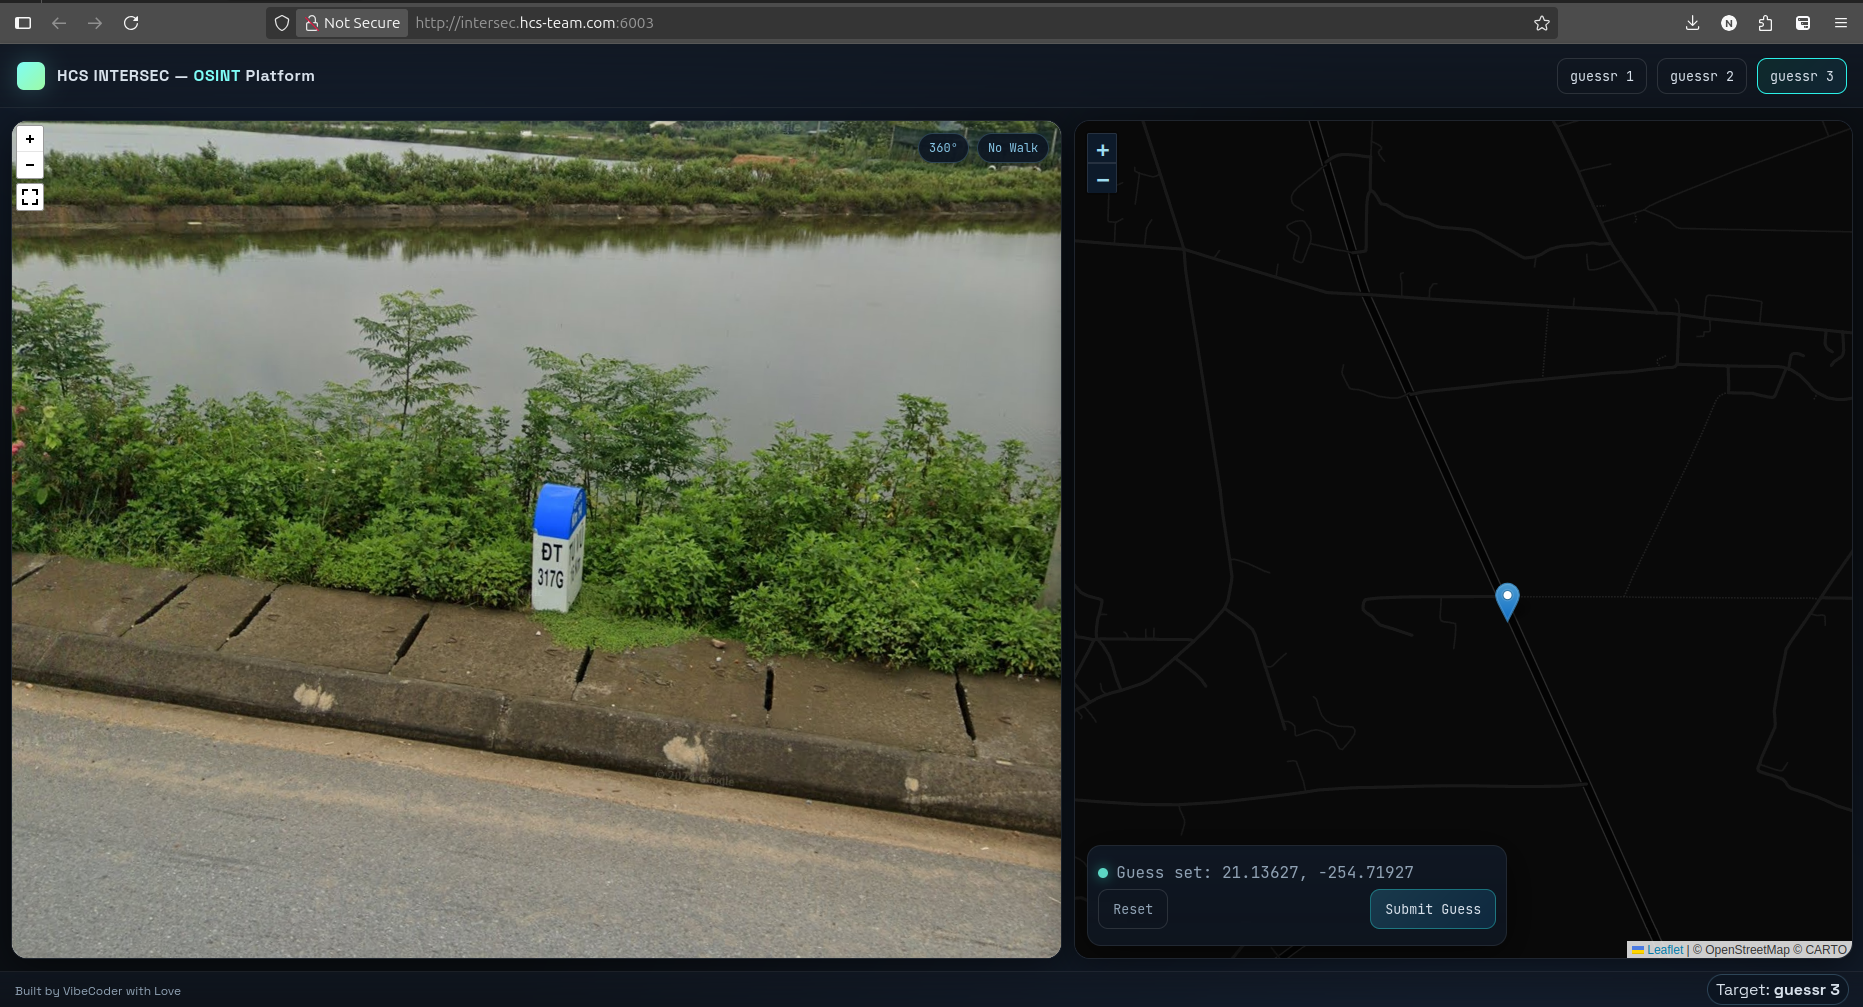 Not Secure
http://intersec.hcs-team.com:6003
HCS INTERSEC — OSINT Platform
guessr 1
guessr 2
guessr 3
+
−
360°
No Walk
ĐT
317G
© 2024 Google
+
−
Guess set: 21.13627, -254.71927
Reset
Submit Guess
Leaflet | © OpenStreetMap © CARTO
Built by VibeCoder with Love
Target: guessr 3